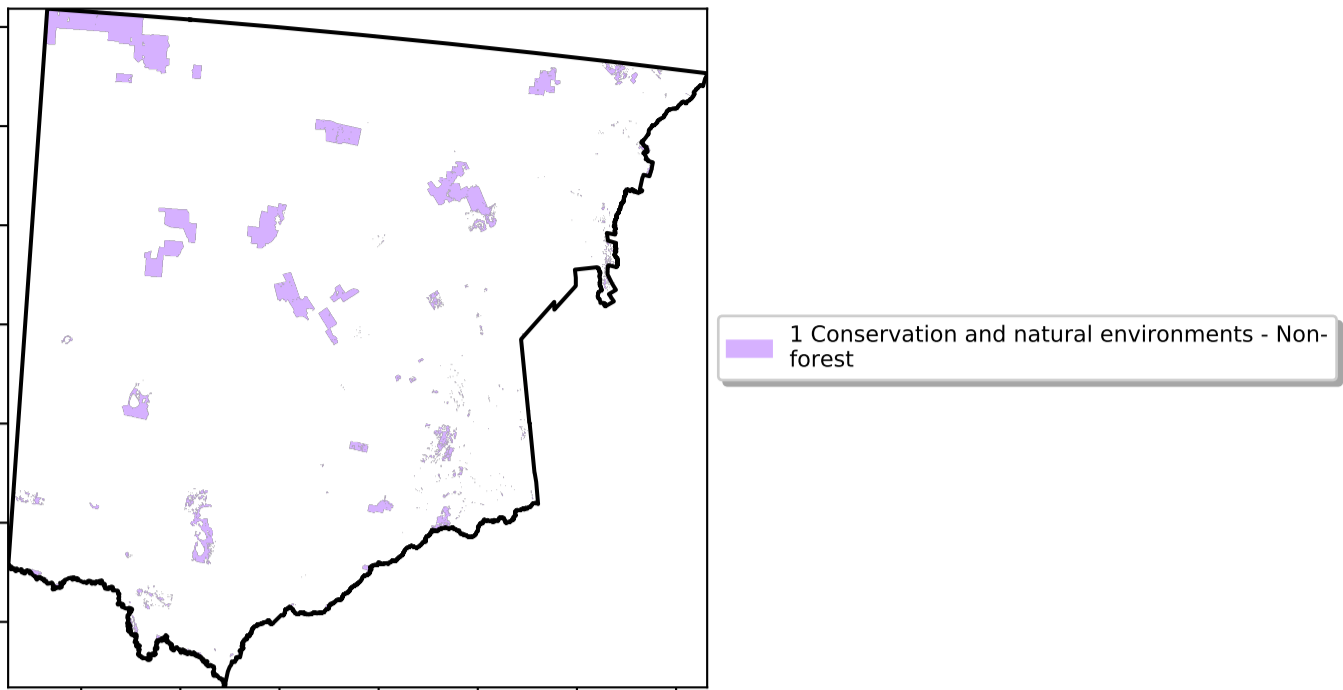 1 Conservation and natural environments - Non-
forest